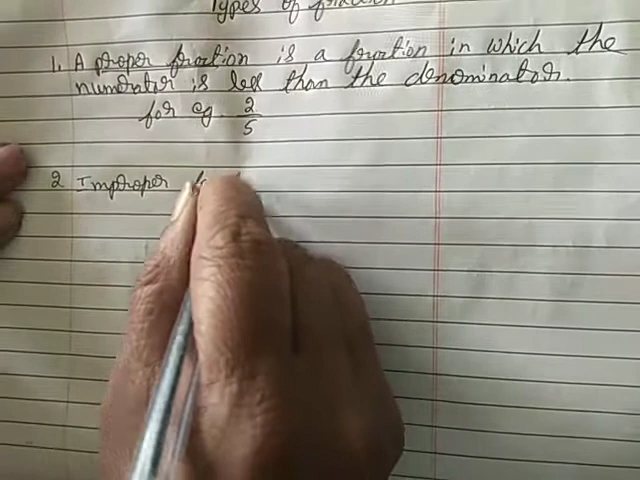 Types of fraction
1. A proper fraction is a fraction in which the
numerator is less than the denominator.
for eg 2/5
2 Improper